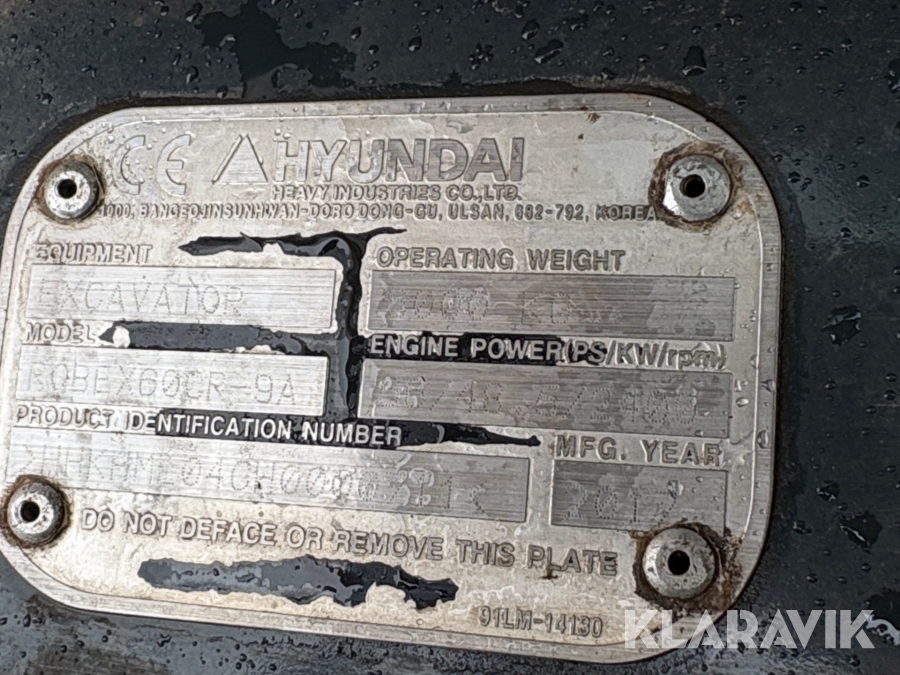 CE HYUNDAI
HEAVY INDUSTRIES CO.,LTD.
1000, BANGEOJINSUNHWAN-DORO DONG-GU, ULSAN, 682-792, KOREA
EQUIPMENT
OPERATING WEIGHT
EXCAVATOR
MODEL
ENGINE POWER(PS/KW/rpm)
ROBEX60CR-9A
PRODUCT IDENTIFICATION NUMBER
MFG. YEAR
DO NOT DEFACE OR REMOVE THIS PLATE
91LM-14130
KLARAVIK